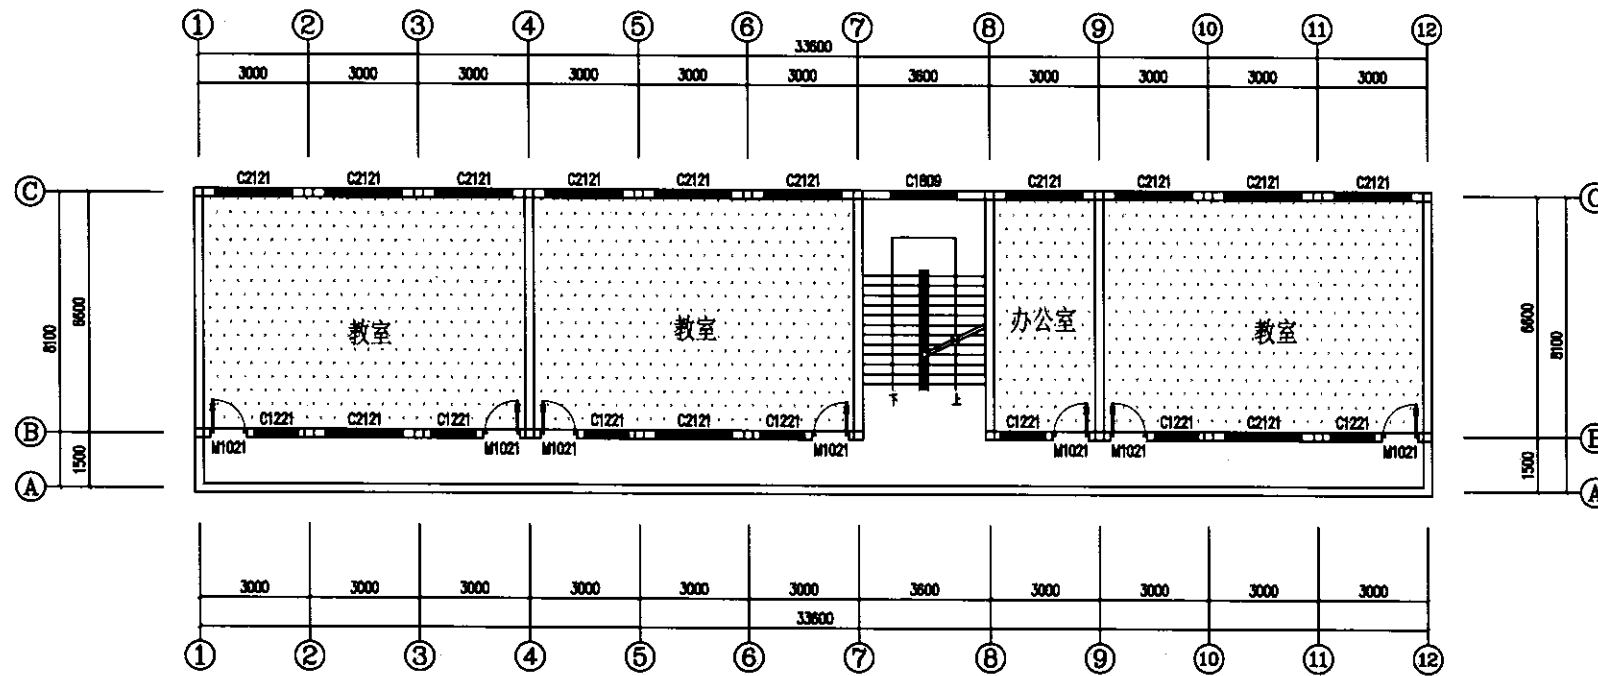 1 2 3 4 5 6 7 8 9 10 11 12
33600
3000 3000 3000 3000 3000 3000 3600 3000 3000 3000 3000
C2121 C2121 C2121 C2121 C2121 C2121 C1809 C2121 C2121 C2121 C2121
C C
8100 6600 6600 8100
教室 教室 办公室 教室
下 上
C1221 C2121 C1221 C1221 C2121 C1221 C1221 C1221 C2121 C1221
B B
M1021 M1021 M1021 M1021 M1021 M1021 M1021
1500 1500
A A
3000 3000 3000 3000 3000 3000 3600 3000 3000 3000 3000
33600
1 2 3 4 5 6 7 8 9 10 11 12